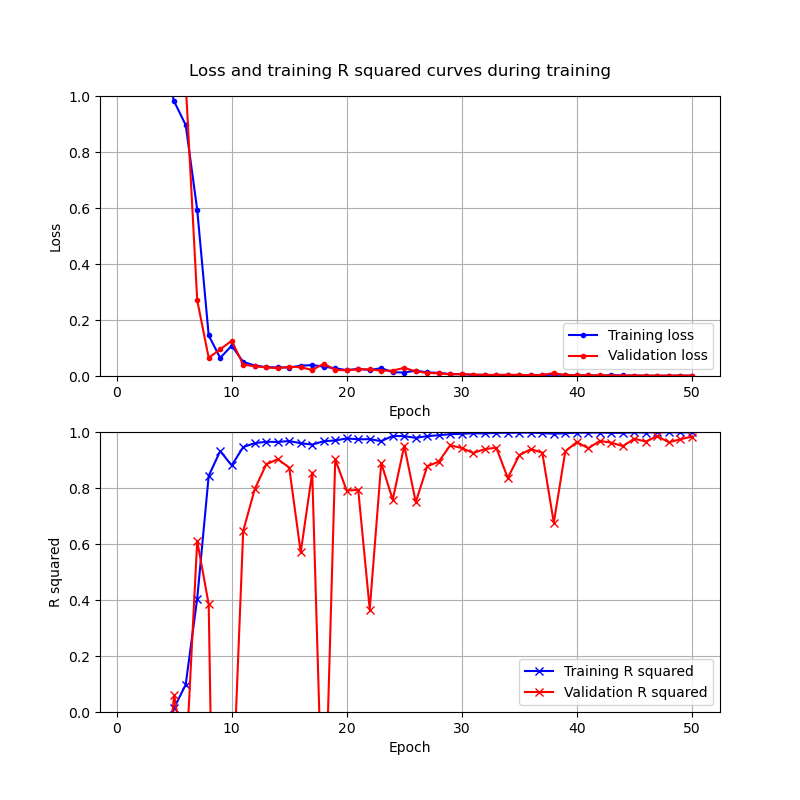 Loss and training R squared curves during training
1.0
0.8
0.6
0.4
0.2
0.0
Loss
0
10
20
30
40
50
Epoch
Training loss
Validation loss
1.0
0.8
0.6
0.4
0.2
0.0
R squared
0
10
20
30
40
50
Epoch
Training R squared
Validation R squared